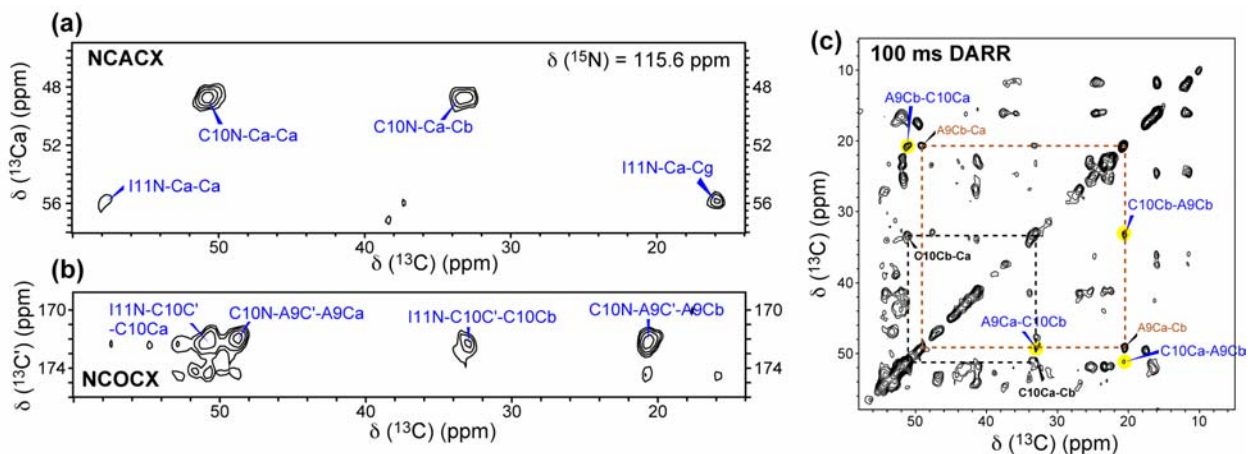 (a)
NCACX
δ (15N) = 115.6 ppm
C10N-Ca-Ca
C10N-Ca-Cb
I11N-Ca-Ca
I11N-Ca-Cg
δ (13Ca) (ppm)
48
52
56
48
52
56
50
40
30
20
δ (13C) (ppm)
(b)
NCOCX
I11N-C10C'
-C10Ca
C10N-A9C'-A9Ca
I11N-C10C'-C10Cb
C10N-A9C'-A9Cb
δ (13C') (ppm)
170
174
170
174
50
40
30
20
δ (13C) (ppm)
(c)
100 ms DARR
A9Cb-C10Ca
A9Cb-Ca
C10Cb-A9Cb
C10Cb-Ca
A9Ca-C10Cb
A9Ca-Cb
C10Ca-A9Cb
C10Ca-Cb
δ (13C) (ppm)
10
20
30
40
50
50
40
30
20
10
δ (13C) (ppm)